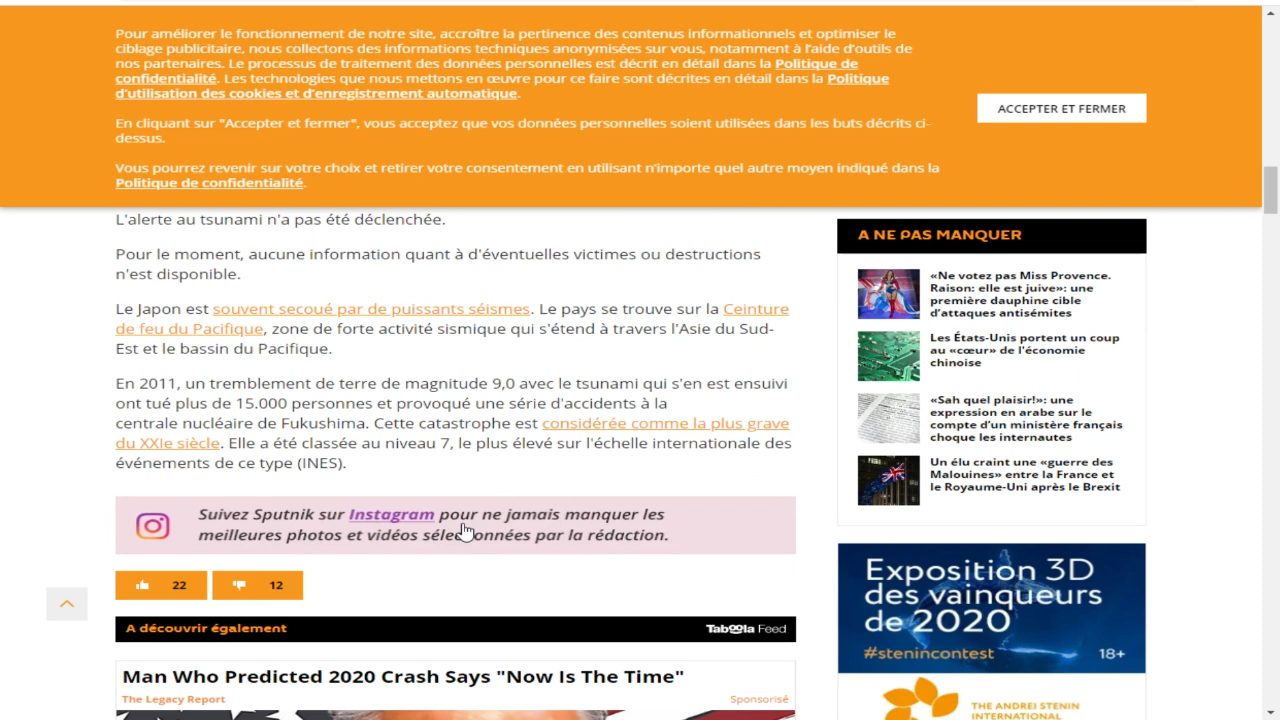 Pour améliorer le fonctionnement de notre site, accroître la pertinence des contenus informationnels et optimiser le
ciblage publicitaire, nous collectons des informations techniques anonymisées sur vous, notamment à l'aide d'outils de
nos partenaires. Le processus de traitement des données personnelles est décrit en détail dans la Politique de
confidentialité. Les technologies que nous mettons en œuvre pour ce faire sont décrites en détail dans la Politique
d'utilisation des cookies et d'enregistrement automatique.
En cliquant sur "Accepter et fermer", vous acceptez que vos données personnelles soient utilisées dans les buts décrits ci-
dessus.
Vous pourrez revenir sur votre choix et retirer votre consentement en utilisant n'importe quel autre moyen indiqué dans la
Politique de confidentialité.
ACCEPTER ET FERMER
L'alerte au tsunami n'a pas été déclenchée.
Pour le moment, aucune information quant à d'éventuelles victimes ou destructions
n'est disponible.
Le Japon est souvent secoué par de puissants séismes. Le pays se trouve sur la Ceinture
de feu du Pacifique, zone de forte activité sismique qui s'étend à travers l'Asie du Sud-
Est et le bassin du Pacifique.
En 2011, un tremblement de terre de magnitude 9,0 avec le tsunami qui s'en est ensuivi
ont tué plus de 15.000 personnes et provoqué une série d'accidents à la
centrale nucléaire de Fukushima. Cette catastrophe est considérée comme la plus grave
du XXIe siècle. Elle a été classée au niveau 7, le plus élevé sur l'échelle internationale des
événements de ce type (INES).
Suivez Sputnik sur Instagram pour ne jamais manquer les
meilleures photos et vidéos sélectionnées par la rédaction.
22
12
A découvrir également
Taboola Feed
Man Who Predicted 2020 Crash Says "Now Is The Time"
The Legacy Report
Sponsorisé
A NE PAS MANQUER
«Ne votez pas Miss Provence.
Raison: elle est juive»: une
première dauphine cible
d'attaques antisémites
Les États-Unis portent un coup
au «cœur» de l'économie
chinoise
«Sah quel plaisir!»: une
expression en arabe sur le
compte d'un ministère français
choque les internautes
Un élu craint une «guerre des
Malouines» entre la France et
le Royaume-Uni après le Brexit
Exposition 3D
des vainqueurs
de 2020
#stenincontest
18+
THE ANDREI STENIN
INTERNATIONAL